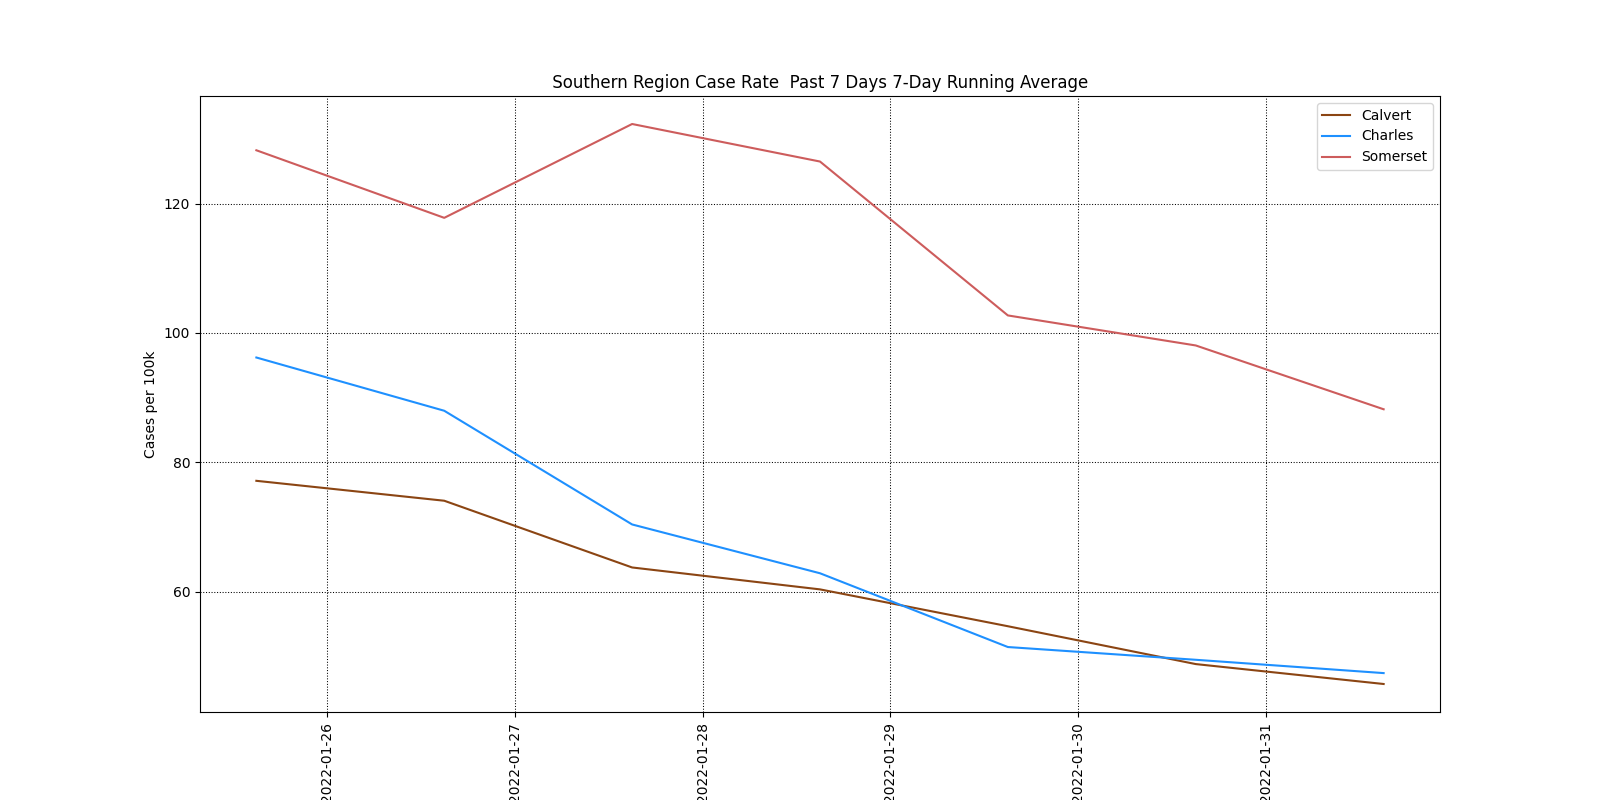 Southern Region Case Rate  Past 7 Days 7-Day Running Average
Calvert
Charles
Somerset
Cases per 100k
120
100
80
60
2022-01-26
2022-01-27
2022-01-28
2022-01-29
2022-01-30
2022-01-31